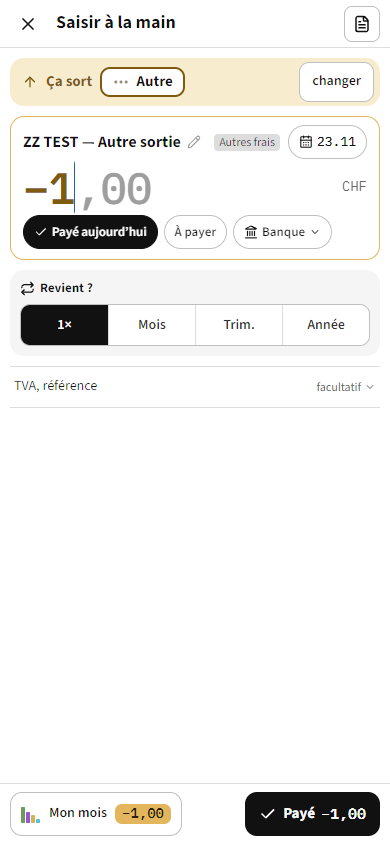 Saisir à la main
Ça sort ··· Autre changer
ZZ TEST — Autre sortie Autres frais 23.11
−1,00 CHF
Payé aujourd'hui À payer Banque
Revient ?
1× Mois Trim. Année
TVA, référence facultatif
Mon mois −1,00 Payé −1,00